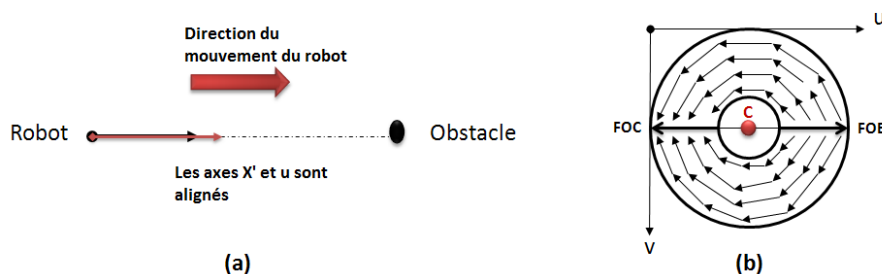 Direction du
mouvement du robot
Robot
Obstacle
Les axes X' et u sont
alignés
(a)
U
C
FOC
FOE
V
(b)